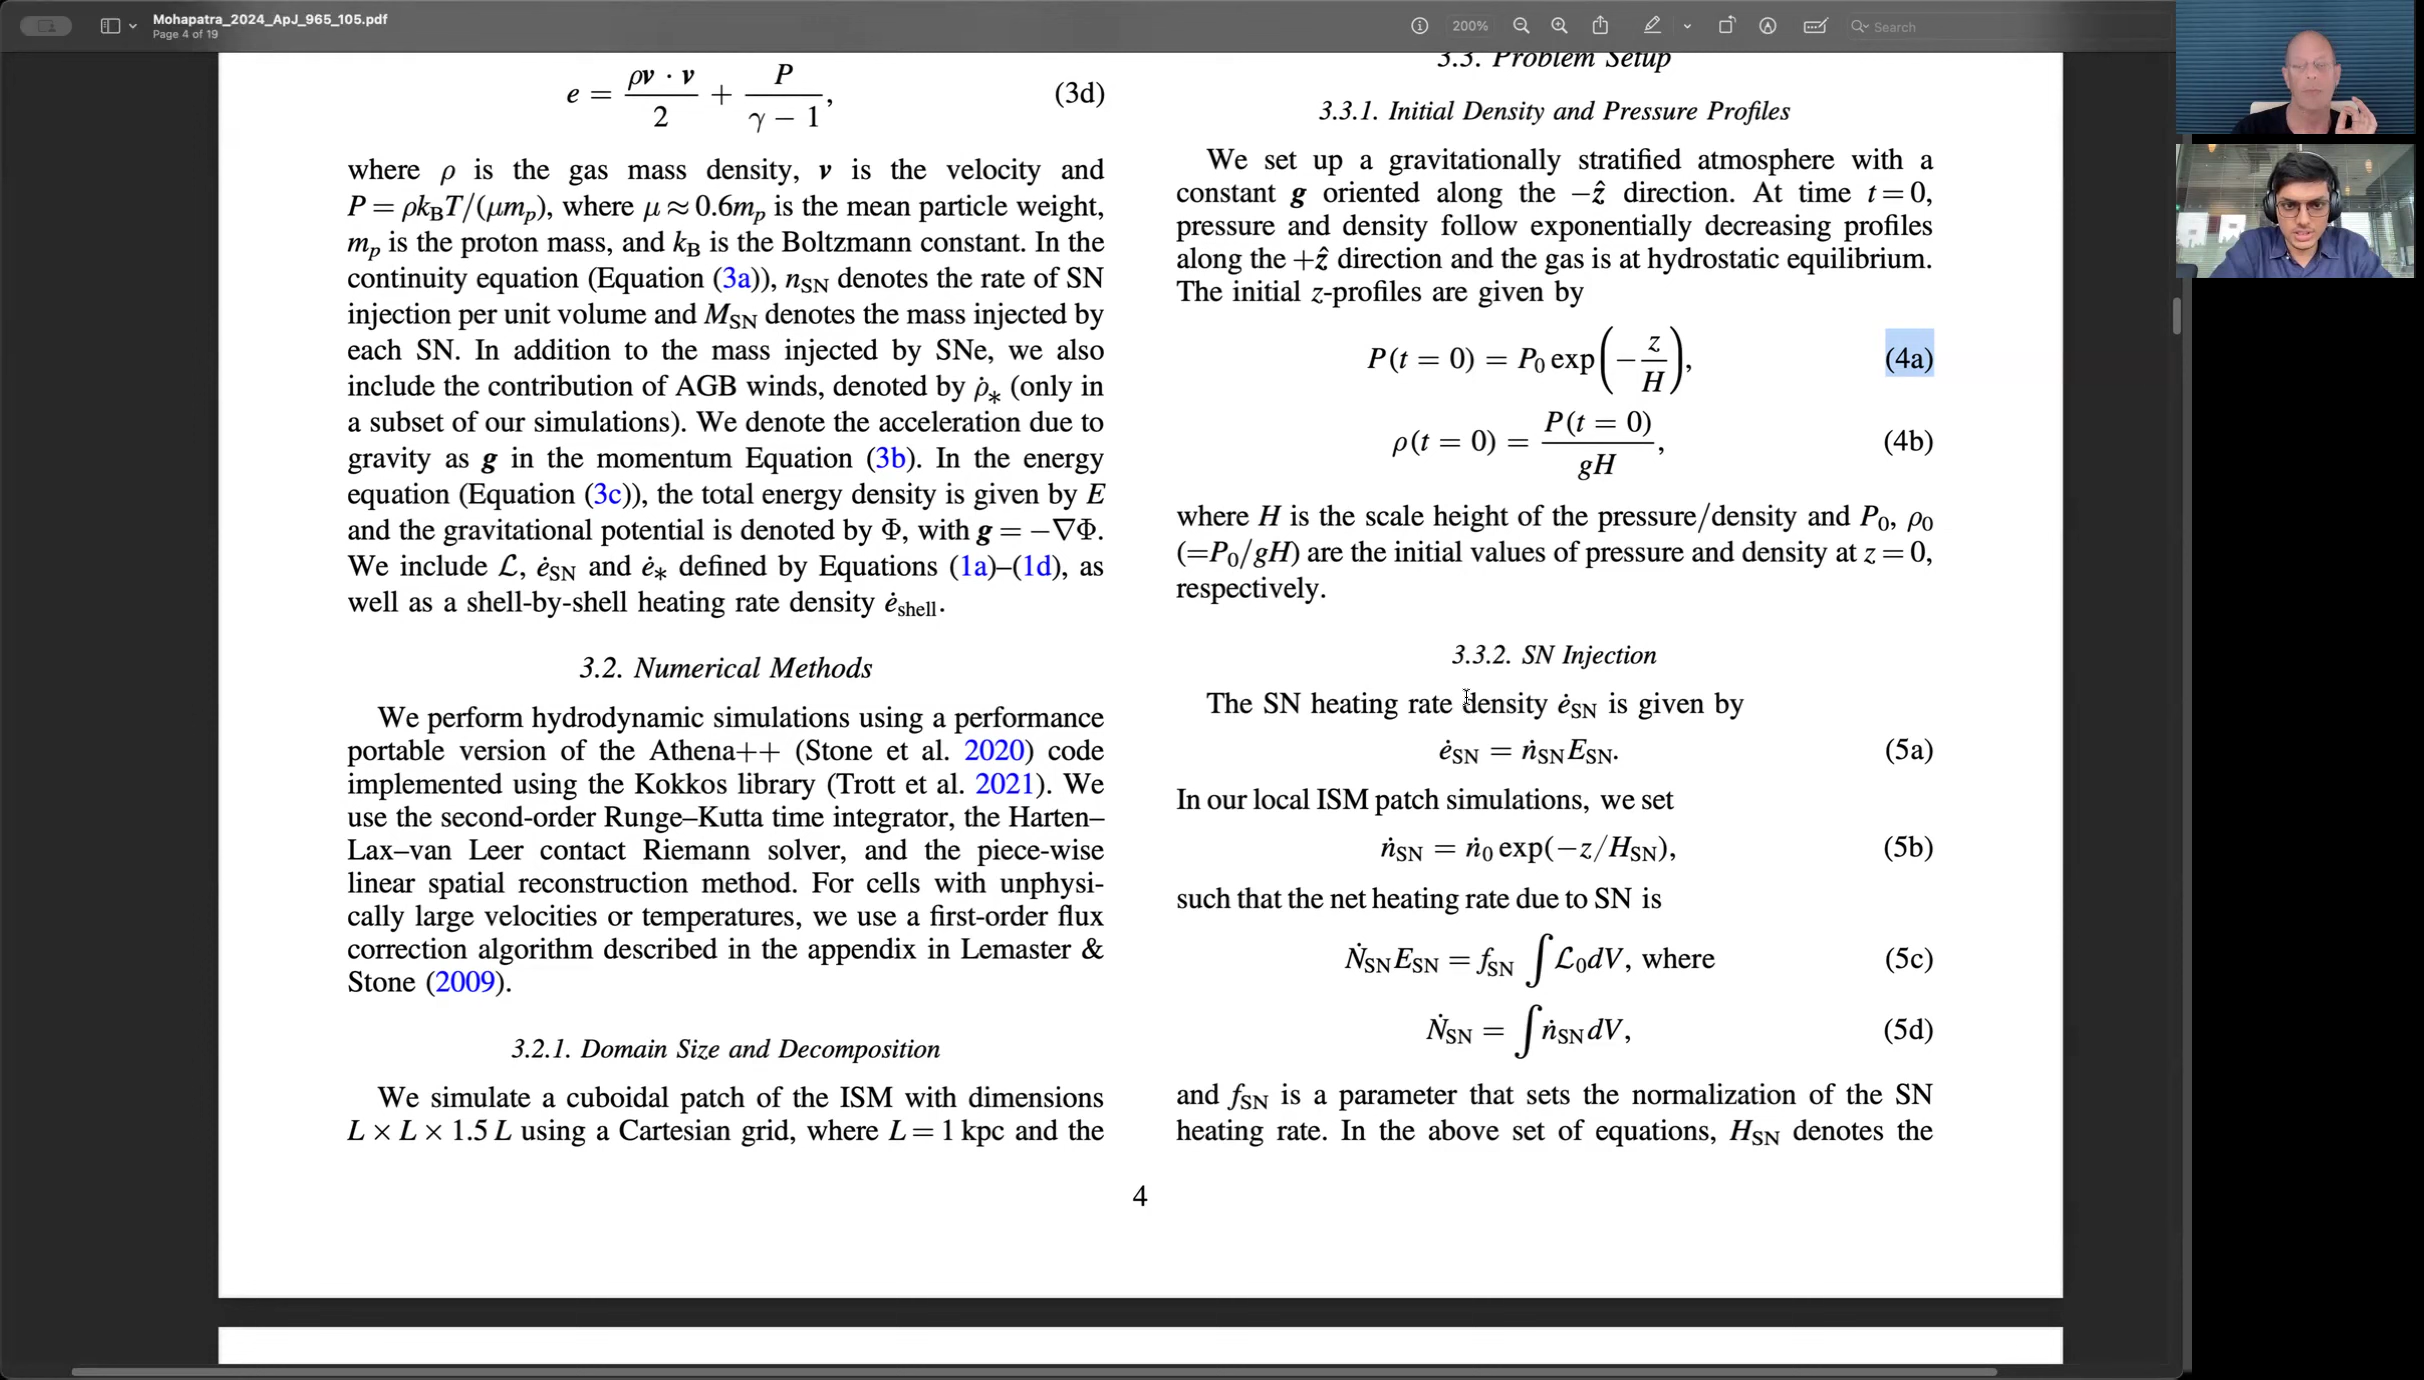 Mohapatra_2024_ApJ_965_105.pdf
Page 4 of 19
200%
Search
e = ρv · v / 2 + P / γ − 1, (3d)
where ρ is the gas mass density, v is the velocity and
P = ρk_BT/(μm_p), where μ ≈ 0.6m_p is the mean particle weight,
m_p is the proton mass, and k_B is the Boltzmann constant. In the
continuity equation (Equation (3a)), n_SN denotes the rate of SN
injection per unit volume and M_SN denotes the mass injected by
each SN. In addition to the mass injected by SNe, we also
include the contribution of AGB winds, denoted by ρ̇_* (only in
a subset of our simulations). We denote the acceleration due to
gravity as g in the momentum Equation (3b). In the energy
equation (Equation (3c)), the total energy density is given by E
and the gravitational potential is denoted by Φ, with g = −∇Φ.
We include ℒ, ė_SN and ė_* defined by Equations (1a)–(1d), as
well as a shell-by-shell heating rate density ė_shell.
3.2. Numerical Methods
We perform hydrodynamic simulations using a performance
portable version of the Athena++ (Stone et al. 2020) code
implemented using the Kokkos library (Trott et al. 2021). We
use the second-order Runge–Kutta time integrator, the Harten–
Lax–van Leer contact Riemann solver, and the piece-wise
linear spatial reconstruction method. For cells with unphysi-
cally large velocities or temperatures, we use a first-order flux
correction algorithm described in the appendix in Lemaster &
Stone (2009).
3.2.1. Domain Size and Decomposition
We simulate a cuboidal patch of the ISM with dimensions
L × L × 1.5 L using a Cartesian grid, where L = 1 kpc and the
3.3. Problem Setup
3.3.1. Initial Density and Pressure Profiles
We set up a gravitationally stratified atmosphere with a
constant g oriented along the −ẑ direction. At time t = 0,
pressure and density follow exponentially decreasing profiles
along the +ẑ direction and the gas is at hydrostatic equilibrium.
The initial z-profiles are given by
P(t = 0) = P_0 exp(−z/H), (4a)
ρ(t = 0) = P(t = 0) / gH, (4b)
where H is the scale height of the pressure/density and P_0, ρ_0
(=P_0/gH) are the initial values of pressure and density at z = 0,
respectively.
3.3.2. SN Injection
The SN heating rate density ė_SN is given by
ė_SN = ṅ_SN E_SN. (5a)
In our local ISM patch simulations, we set
ṅ_SN = ṅ_0 exp(−z/H_SN), (5b)
such that the net heating rate due to SN is
Ṅ_SN E_SN = f_SN ∫ ℒ_0 dV, where (5c)
Ṅ_SN = ∫ ṅ_SN dV, (5d)
and f_SN is a parameter that sets the normalization of the SN
heating rate. In the above set of equations, H_SN denotes the
4